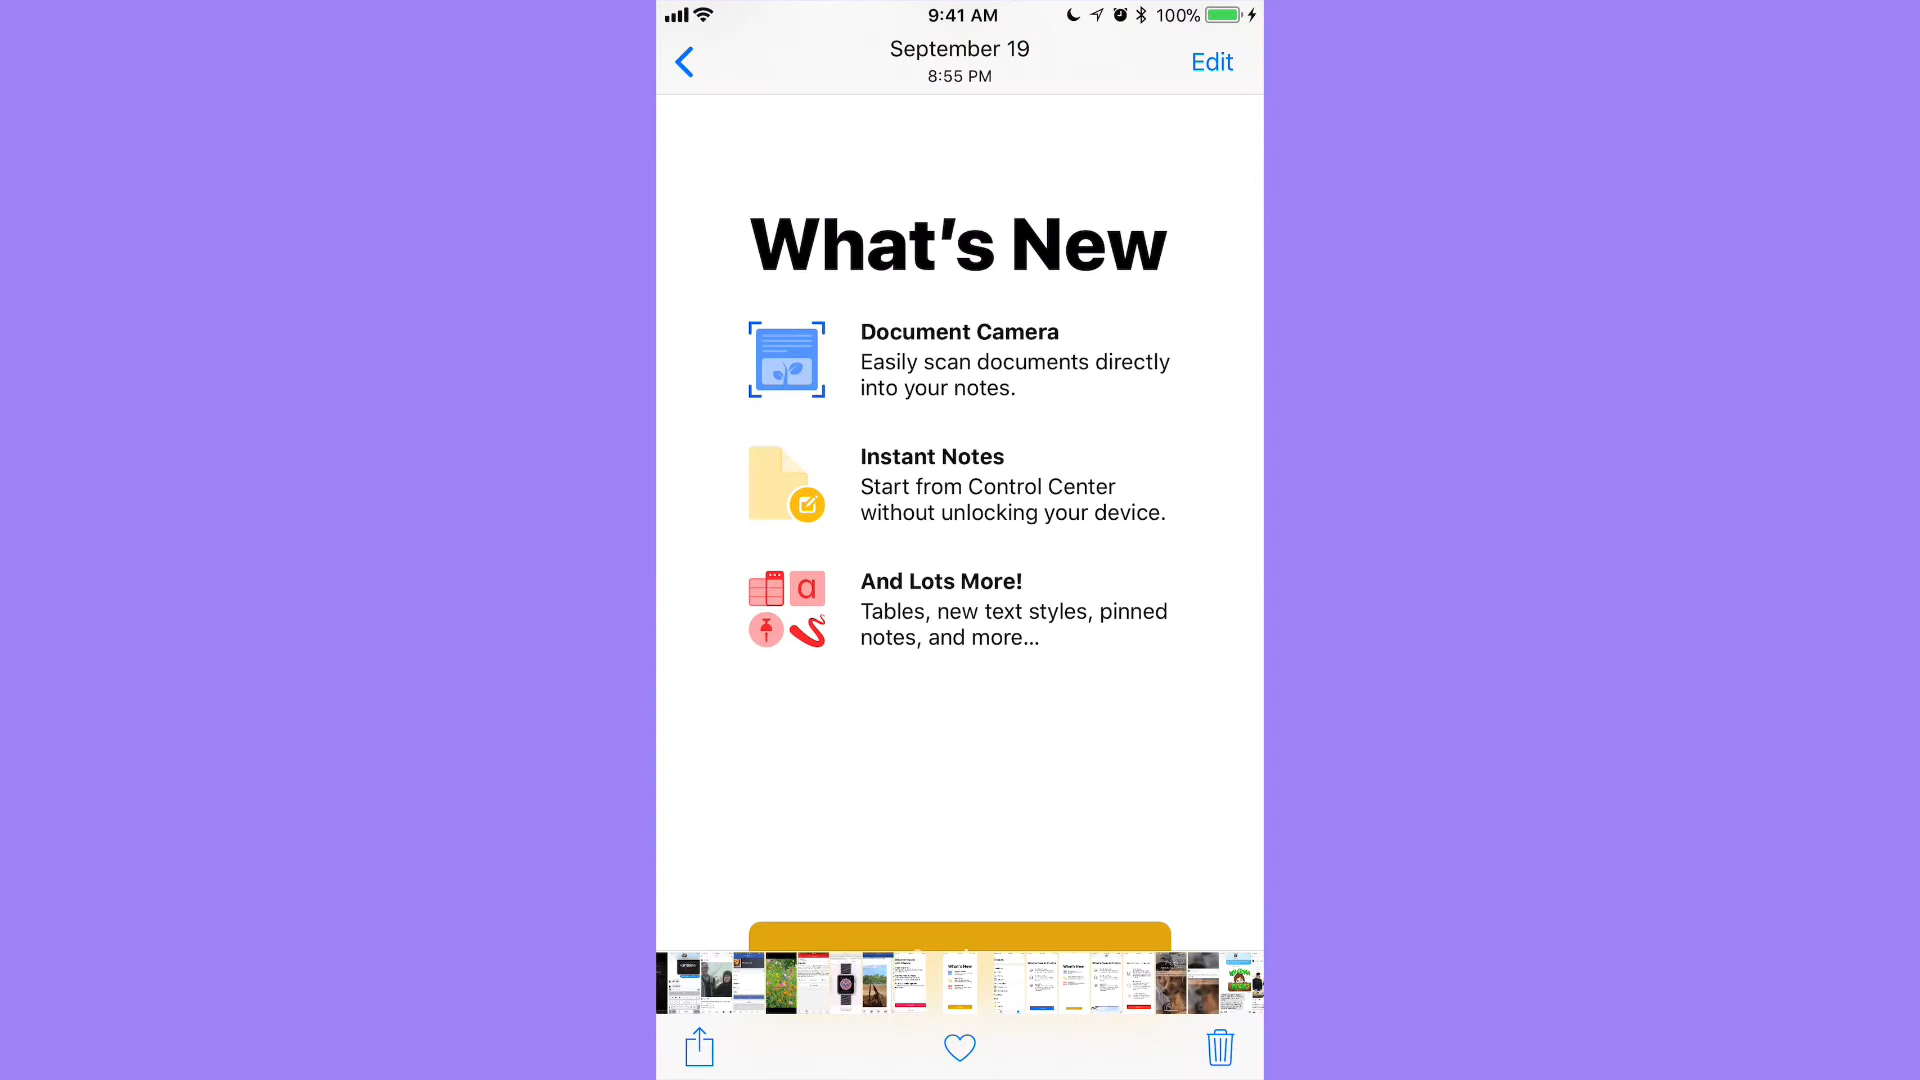 9:41 AM
100%
September 19
8:55 PM
Edit
What's New
Document Camera
Easily scan documents directly
into your notes.
Instant Notes
Start from Control Center
without unlocking your device.
a
And Lots More!
Tables, new text styles, pinned
notes, and more...